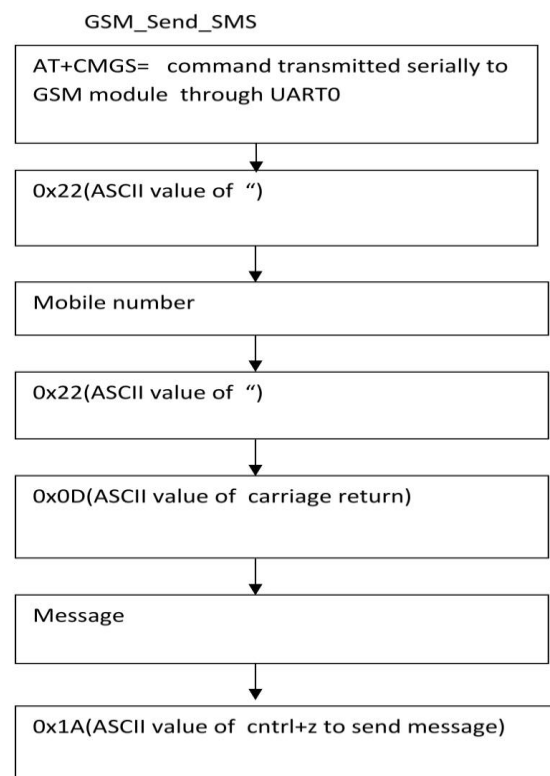 GSM_Send_SMS
AT+CMGS=   command transmitted serially to
GSM module  through UART0
0x22(ASCII value of  “)
Mobile number
0x22(ASCII value of  “)
0x0D(ASCII value of  carriage return)
Message
0x1A(ASCII value of  cntrl+z to send message)